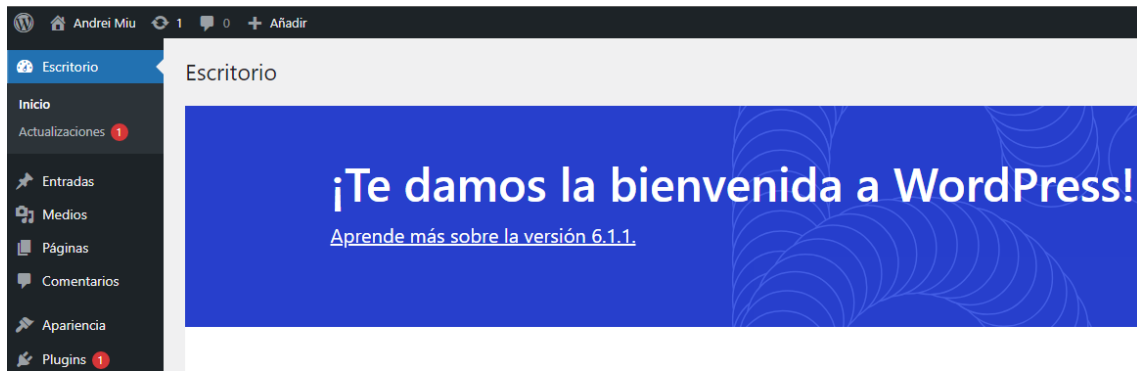 Andrei Miu 1 0 + Añadir
Escritorio
Inicio
Actualizaciones 1
Entradas
Medios
Páginas
Comentarios
Apariencia
Plugins 1
Escritorio
¡Te damos la bienvenida a WordPress!
Aprende más sobre la versión 6.1.1.